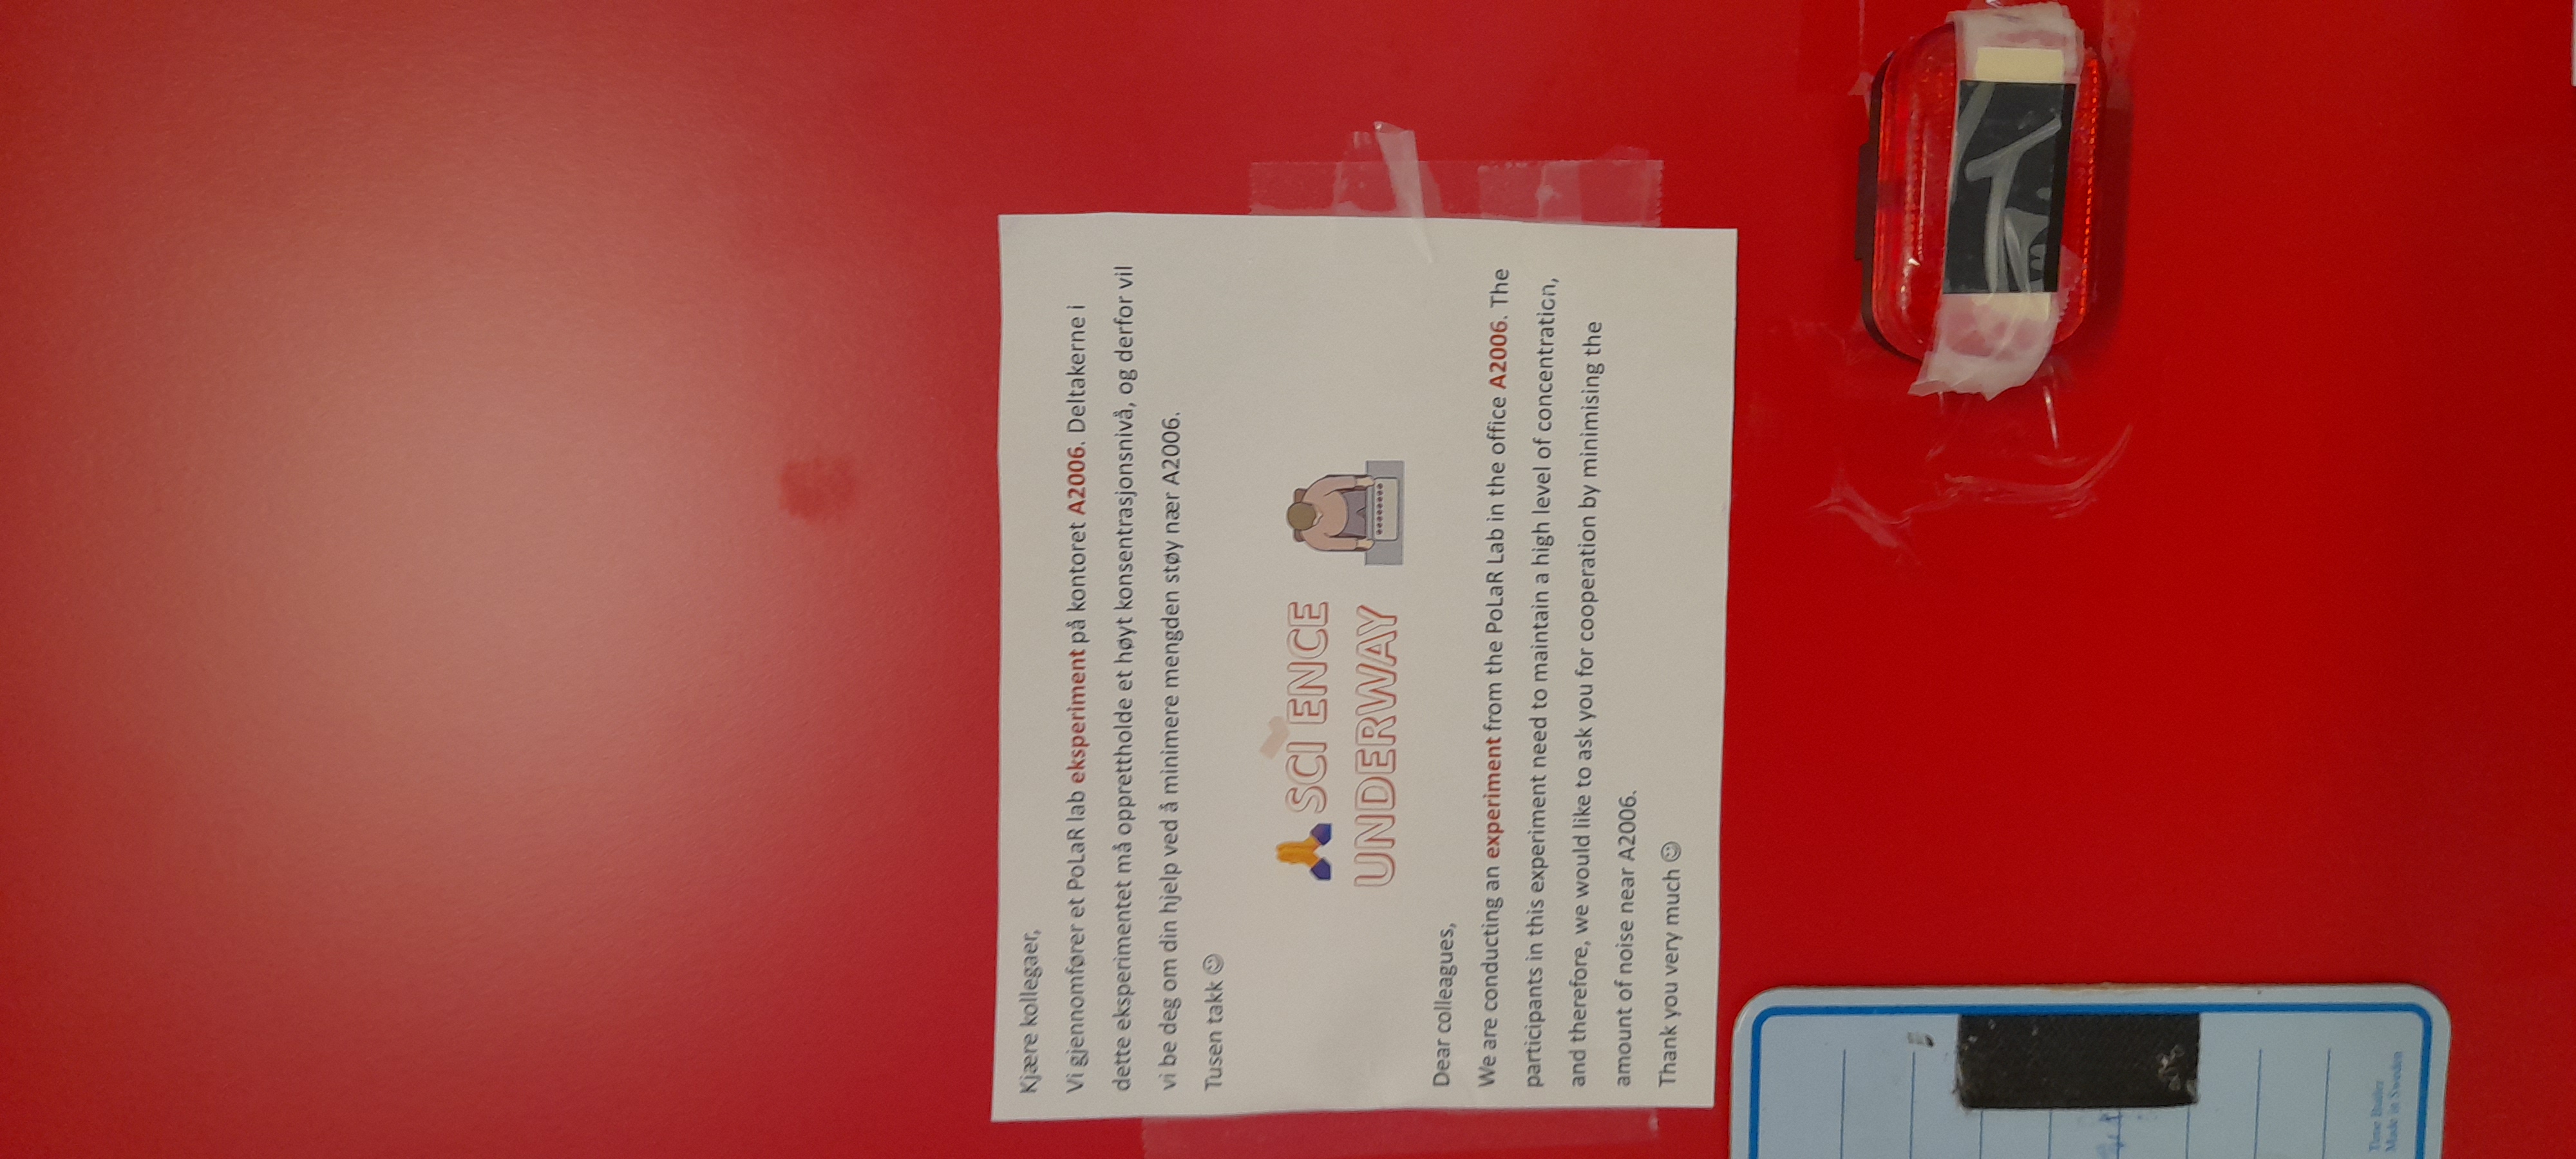 Kjære kollegaer,
Vi gjennomfører et PoLaR lab eksperiment på kontoret A2006. Deltakerne i
dette eksperimentet må opprettholde et høyt konsentrasjonsnivå, og derfor vil
vi be deg om din hjelp ved å minimere mengden støy nær A2006.
Tusen takk ☺
🙏 SCI ENCE
UNDERWAY
Dear colleagues,
We are conducting an experiment from the PoLaR Lab in the office A2006. The
participants in this experiment need to maintain a high level of concentration,
and therefore, we would like to ask you for cooperation by minimising the
amount of noise near A2006.
Thank you very much ☺
Made in Sweden